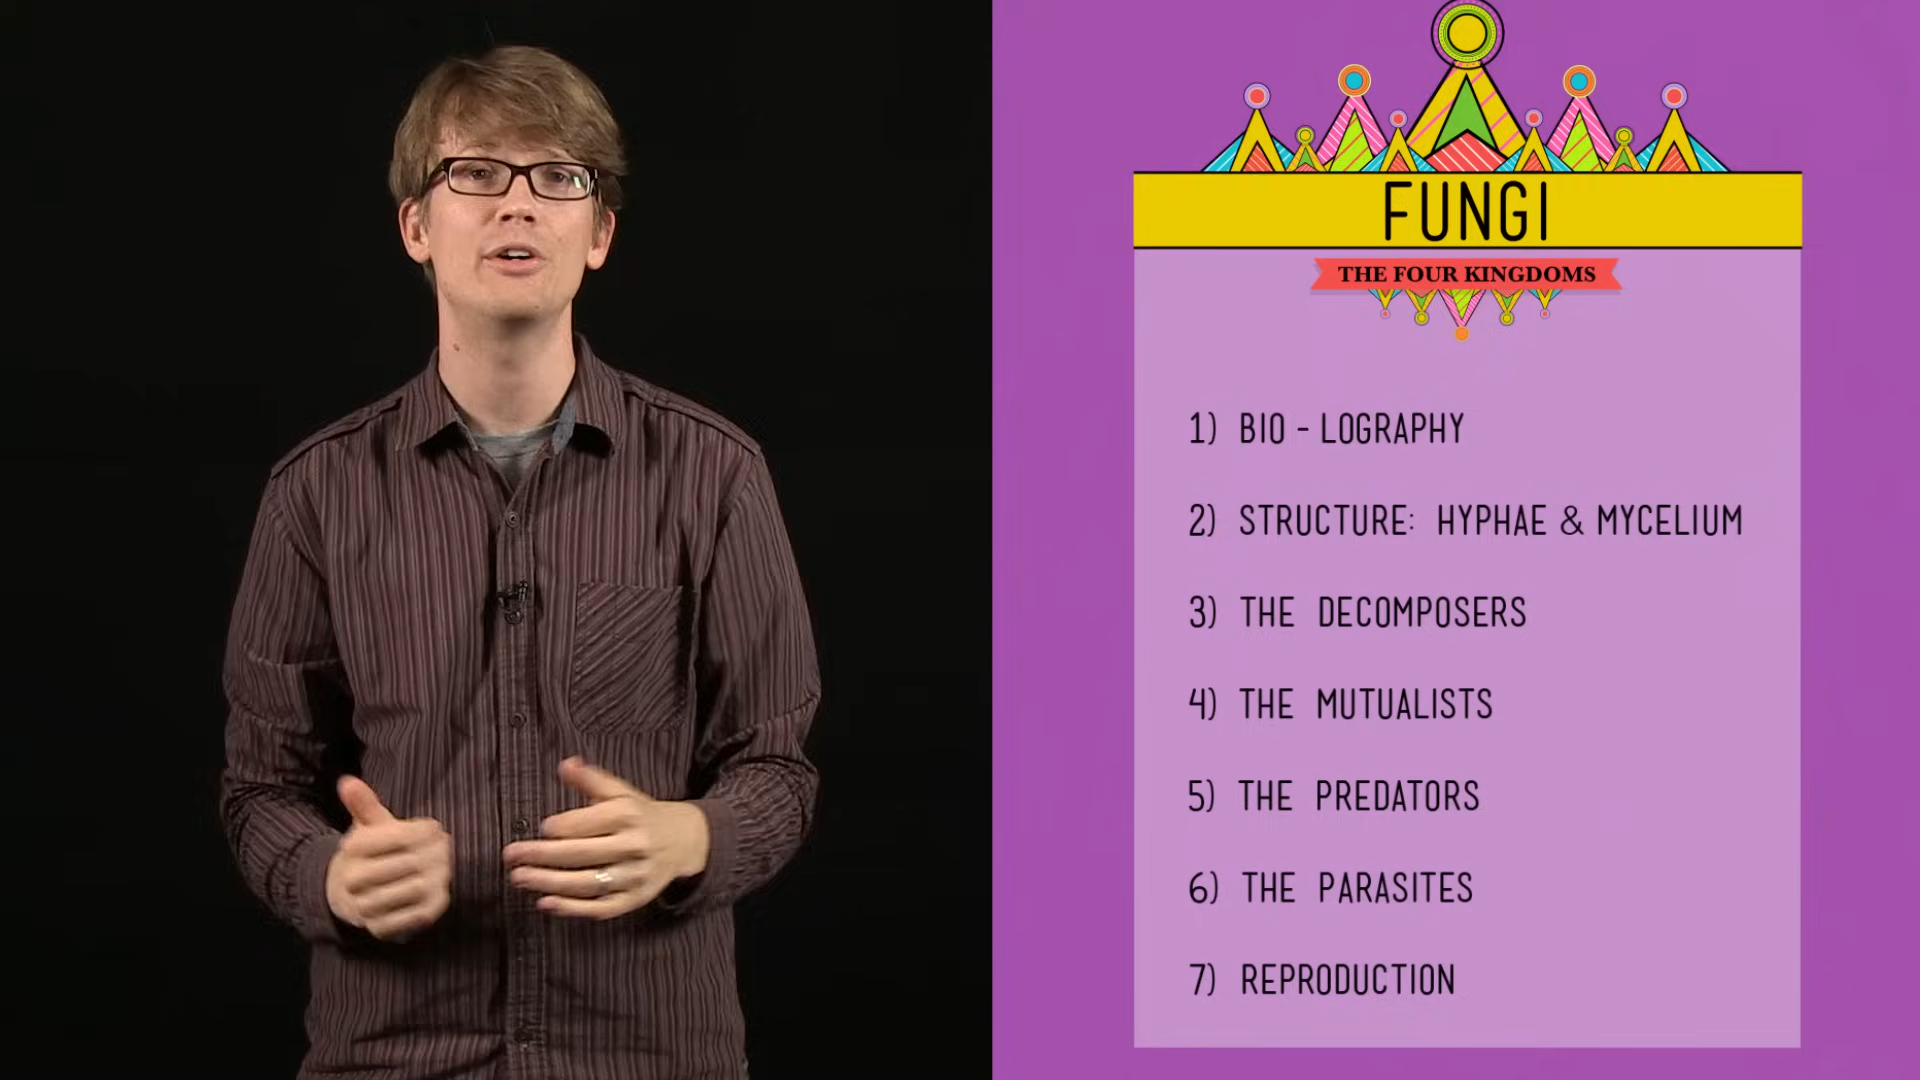 FUNGI
THE FOUR KINGDOMS
1) BIO - LOGRAPHY
2) STRUCTURE: HYPHAE & MYCELIUM
3) THE DECOMPOSERS
4) THE MUTUALISTS
5) THE PREDATORS
6) THE PARASITES
7) REPRODUCTION